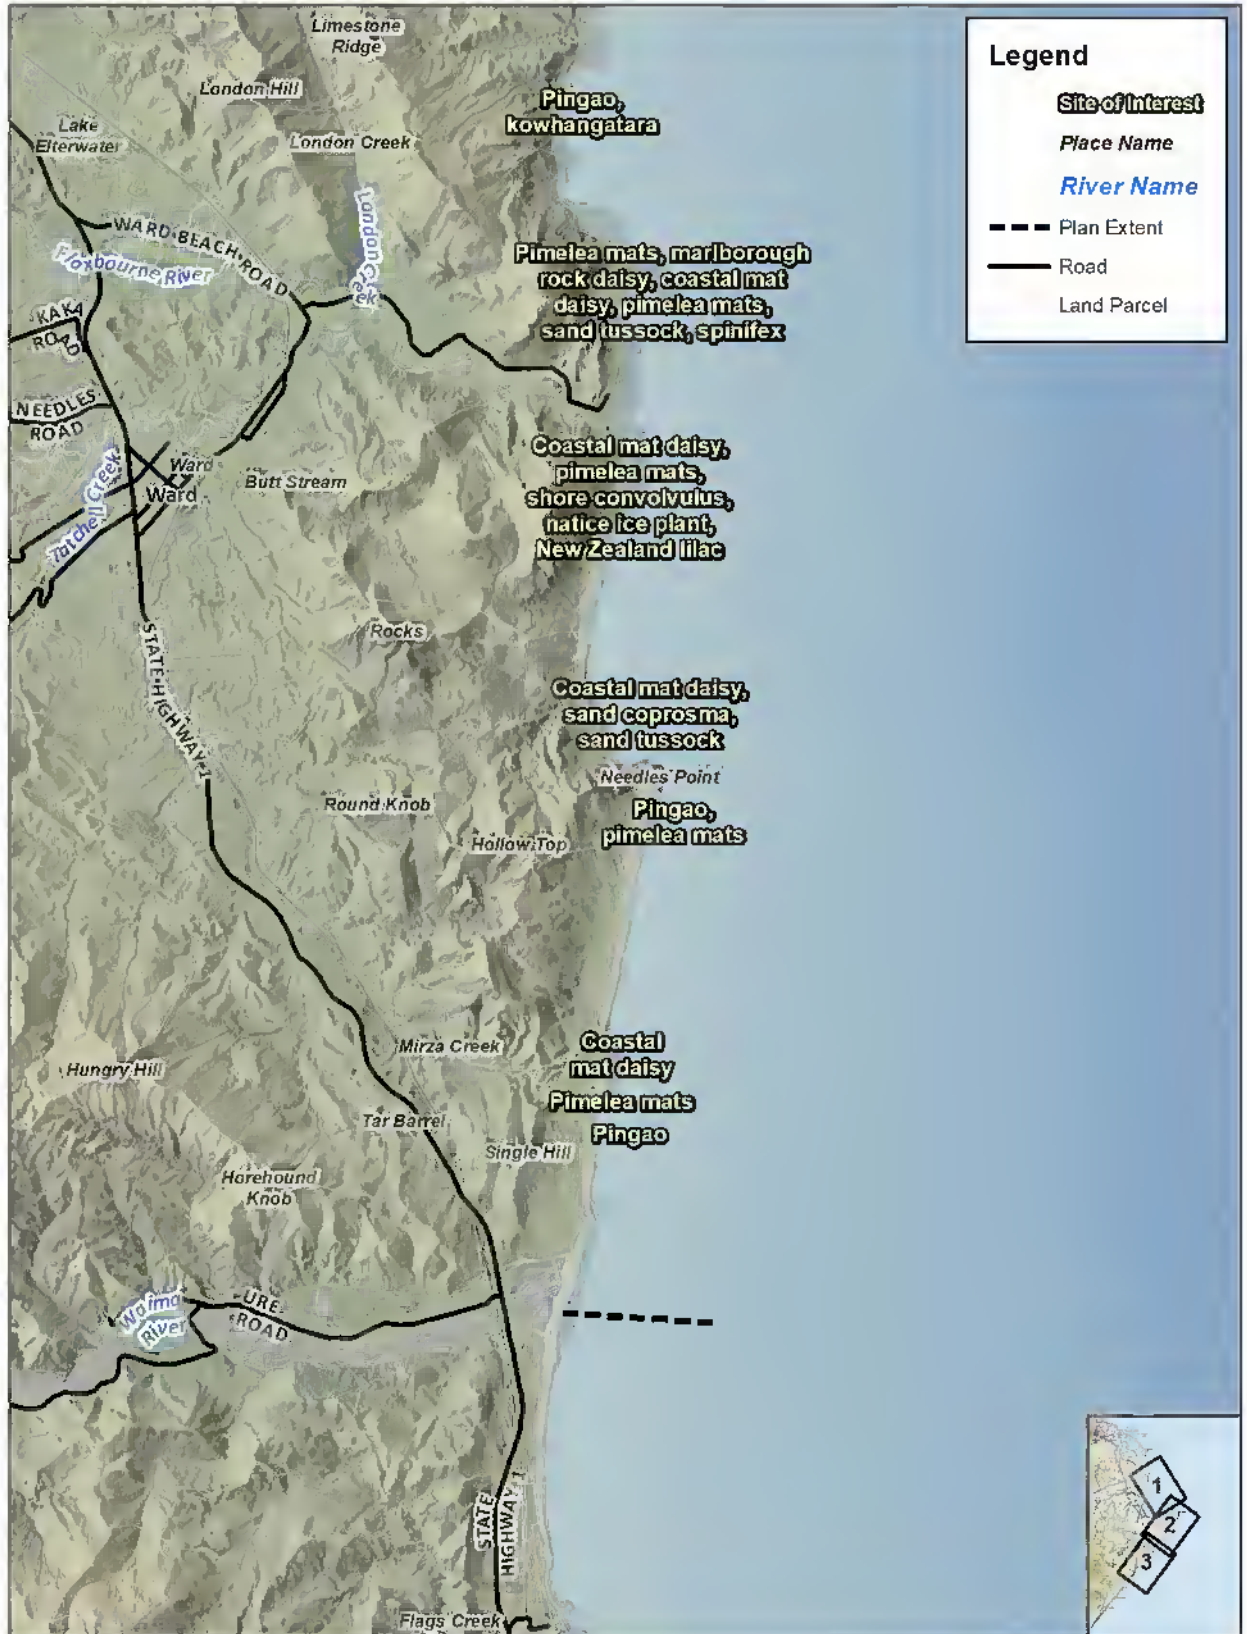 Limestone
Ridge
London Hill
Lake
Elterwater
London Creek
Pingao,
kowhangatara
Legend
Site of Interest
Place Name
River Name
Plan Extent
Road
Land Parcel
WARD BEACH ROAD
Flaxbourne River
London Creek
Pimelea mats, marlborough
rock daisy, coastal mat
daisy, pimelea mats,
sand tussock, spinifex
KAKA
ROAD
NEEDLES
ROAD
Tatchell Creek
Ward
Ward
Butt Stream
Coastal mat daisy,
pimelea mats,
shore convolvulus,
natice ice plant,
New Zealand lilac
Rocks
STATE HIGHWAY 1
Coastal mat daisy,
sand coprosma,
sand tussock
Needles Point
Round Knob
Pingao,
pimelea mats
Hollow Top
Mirza Creek
Coastal
mat daisy
Hungry Hill
Pimelea mats
Tar Barrel
Pingao
Single Hill
Horehound
Knob
Waima
River
URE
ROAD
STATE
HIGHWAY 1
Flags Creek
1
2
3